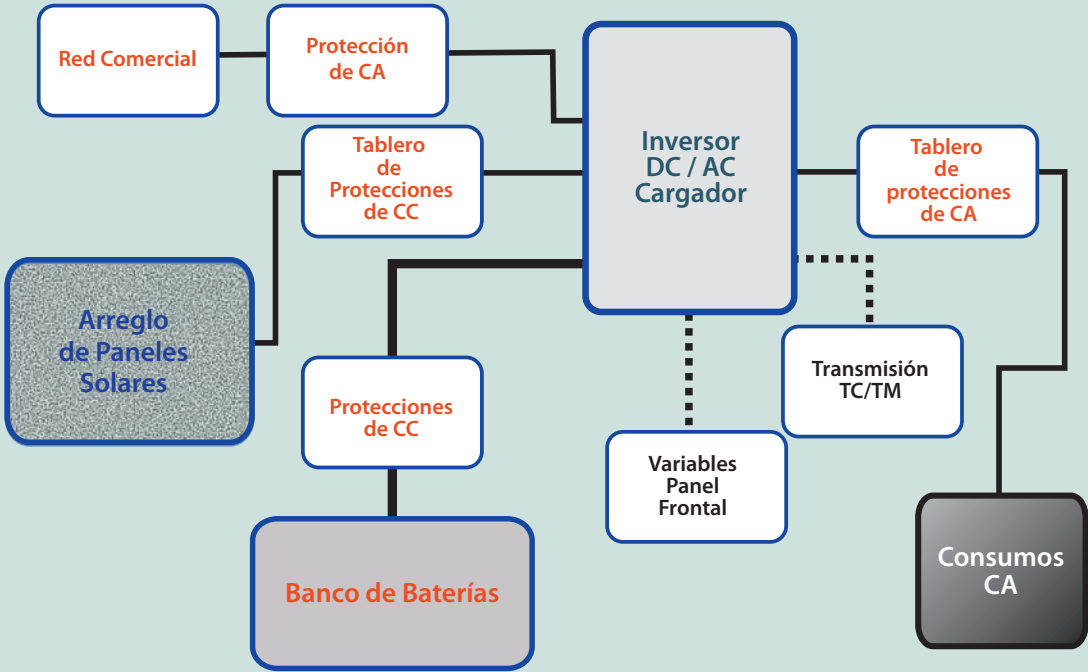 Red Comercial
Protección
de CA
Inversor
DC / AC
Cargador
Tablero
de
Protecciones
de CC
Tablero
de
protecciones
de CA
Arreglo
de Paneles
Solares
Transmisión
TC/TM
Protecciones
de CC
Variables
Panel
Frontal
Consumos
CA
Banco de Baterías